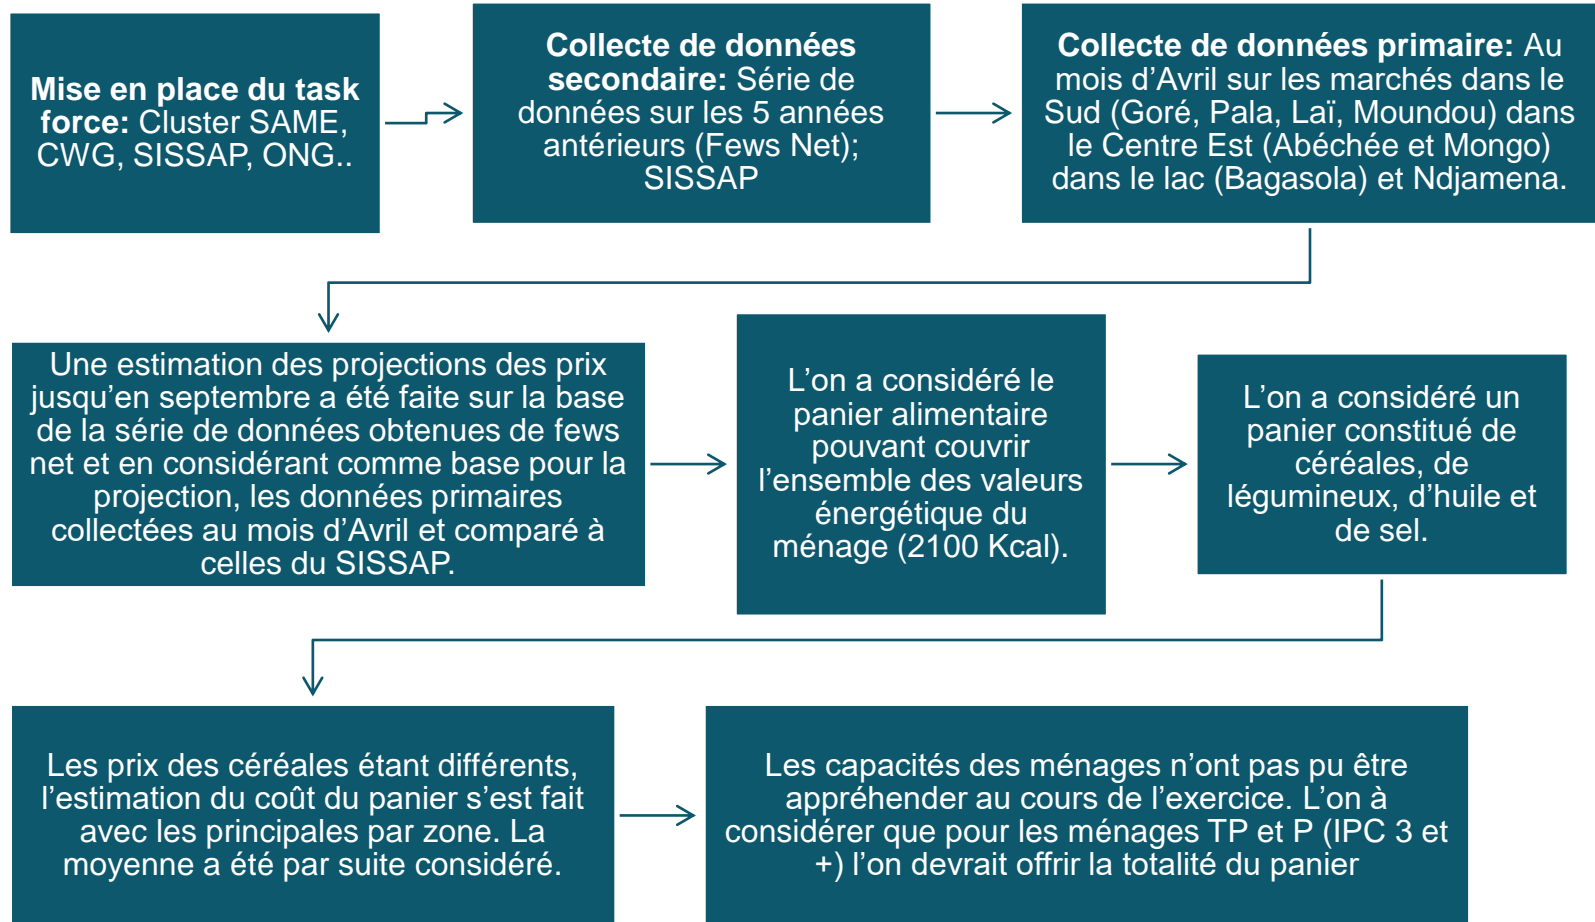 Mise en place du task
force: Cluster SAME,
CWG, SISSAP, ONG..
Collecte de données
secondaire: Série de
données sur les 5 années
antérieurs (Fews Net);
SISSAP
Collecte de données primaire: Au
mois d'Avril sur les marchés dans le
Sud (Goré, Pala, Laï, Moundou) dans
le Centre Est (Abéchée et Mongo)
dans le lac (Bagasola) et Ndjamena.
Une estimation des projections des prix
jusqu'en septembre a été faite sur la base
de la série de données obtenues de fews
net et en considérant comme base pour la
projection, les données primaires
collectées au mois d'Avril et comparé à
celles du SISSAP.
L'on a considéré le
panier alimentaire
pouvant couvrir
l'ensemble des valeurs
énergétique du
ménage (2100 Kcal).
L'on a considéré un
panier constitué de
céréales, de
légumineux, d'huile et
de sel.
Les prix des céréales étant différents,
l'estimation du coût du panier s'est fait
avec les principales par zone. La
moyenne a été par suite considéré.
Les capacités des ménages n'ont pas pu être
appréhender au cours de l'exercice. L'on à
considérer que pour les ménages TP et P (IPC 3 et
+) l'on devrait offrir la totalité du panier